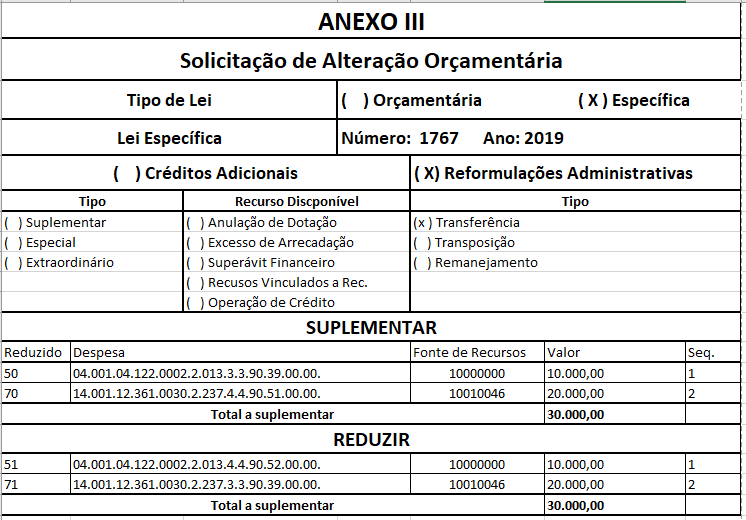 ANEXO III
Solicitação de Alteração Orçamentária
Tipo de Lei ( ) Orçamentária ( X ) Específica
Lei Específica Número: 1767 Ano: 2019
( ) Créditos Adicionais ( X) Reformulações Administrativas
Tipo Recurso Discponível Tipo
( ) Suplementar ( ) Anulação de Dotação (x ) Transferência
( ) Especial ( ) Excesso de Arrecadação ( ) Transposição
( ) Extraordinário ( ) Superávit Financeiro ( ) Remanejamento
( ) Recusos Vinculados a Rec.
( ) Operação de Crédito
SUPLEMENTAR
Reduzido Despesa Fonte de Recursos Valor Seq.
50 04.001.04.122.0002.2.013.3.3.90.39.00.00. 10000000 10.000,00 1
70 14.001.12.361.0030.2.237.4.4.90.51.00.00. 10010046 20.000,00 2
Total a suplementar 30.000,00
REDUZIR
51 04.001.04.122.0002.2.013.4.4.90.52.00.00. 10000000 10.000,00 1
71 14.001.12.361.0030.2.237.3.3.90.39.00.00. 10010046 20.000,00 2
Total a suplementar 30.000,00